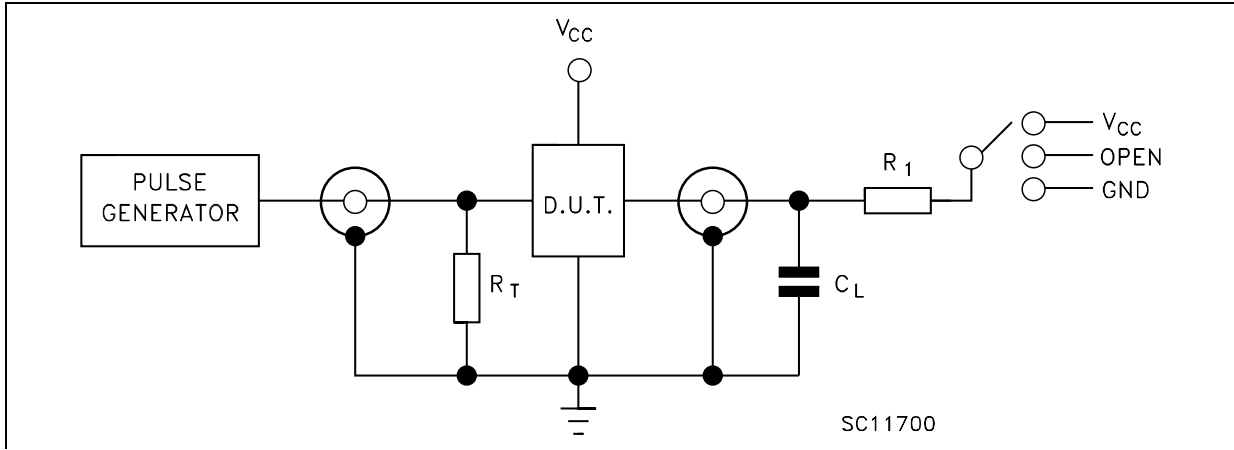 VCC
PULSE
GENERATOR
RT
D.U.T.
CL
R1
VCC
OPEN
GND
SC11700